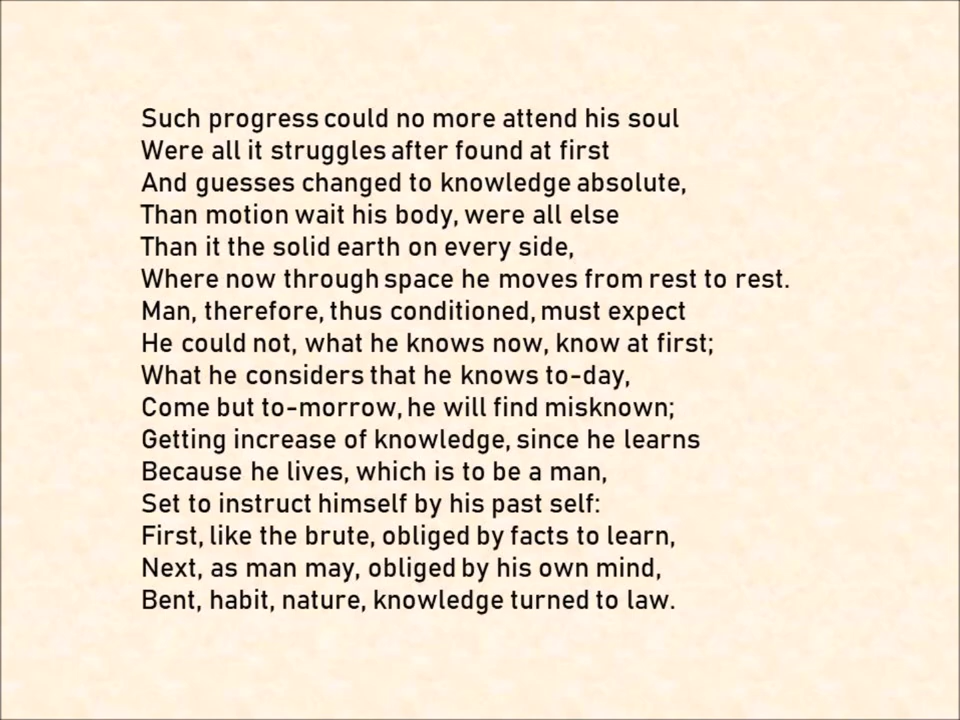 Such progress could no more attend his soul
Were all it struggles after found at first
And guesses changed to knowledge absolute,
Than motion wait his body, were all else
Than it the solid earth on every side,
Where now through space he moves from rest to rest.
Man, therefore, thus conditioned, must expect
He could not, what he knows now, know at first;
What he considers that he knows to-day,
Come but to-morrow, he will find misknown;
Getting increase of knowledge, since he learns
Because he lives, which is to be a man,
Set to instruct himself by his past self:
First, like the brute, obliged by facts to learn,
Next, as man may, obliged by his own mind,
Bent, habit, nature, knowledge turned to law.